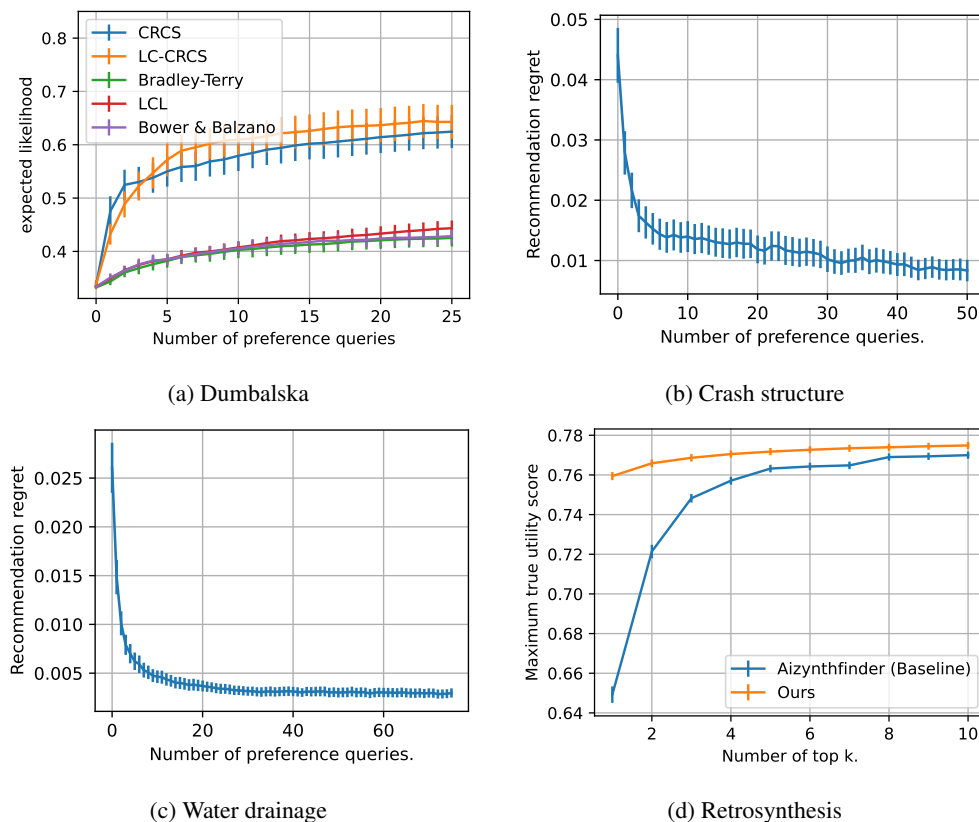 0.8
0.7
0.6
0.5
0.4
expected likelihood
CRCS
LC-CRCS
Bradley-Terry
LCL
Bower & Balzano
0 5 10 15 20 25
Number of preference queries
(a) Dumbalska
0.05
0.04
0.03
0.02
0.01
Recommendation regret
0 10 20 30 40 50
Number of preference queries.
(b) Crash structure
0.025
0.020
0.015
0.010
0.005
Recommendation regret
0 20 40 60
Number of preference queries.
(c) Water drainage
0.78
0.76
0.74
0.72
0.70
0.68
0.66
0.64
Maximum true utility score
Aizynthfinder (Baseline)
Ours
2 4 6 8 10
Number of top k.
(d) Retrosynthesis